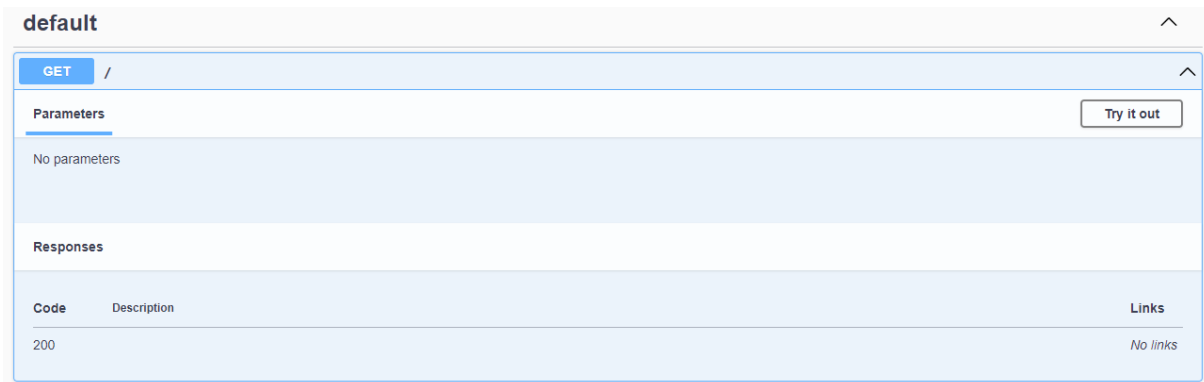 default
GET /
Parameters Try it out
No parameters
Responses
Code Description Links
200 No links